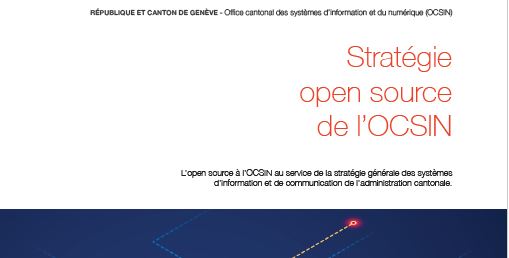 RÉPUBLIQUE ET CANTON DE GENÈVE - Office cantonal des systèmes d'information et du numérique (OCSIN)
Stratégie
open source
de l'OCSIN
L'open source à l'OCSIN au service de la stratégie générale des systèmes
d'information et de communication de l'administration cantonale.